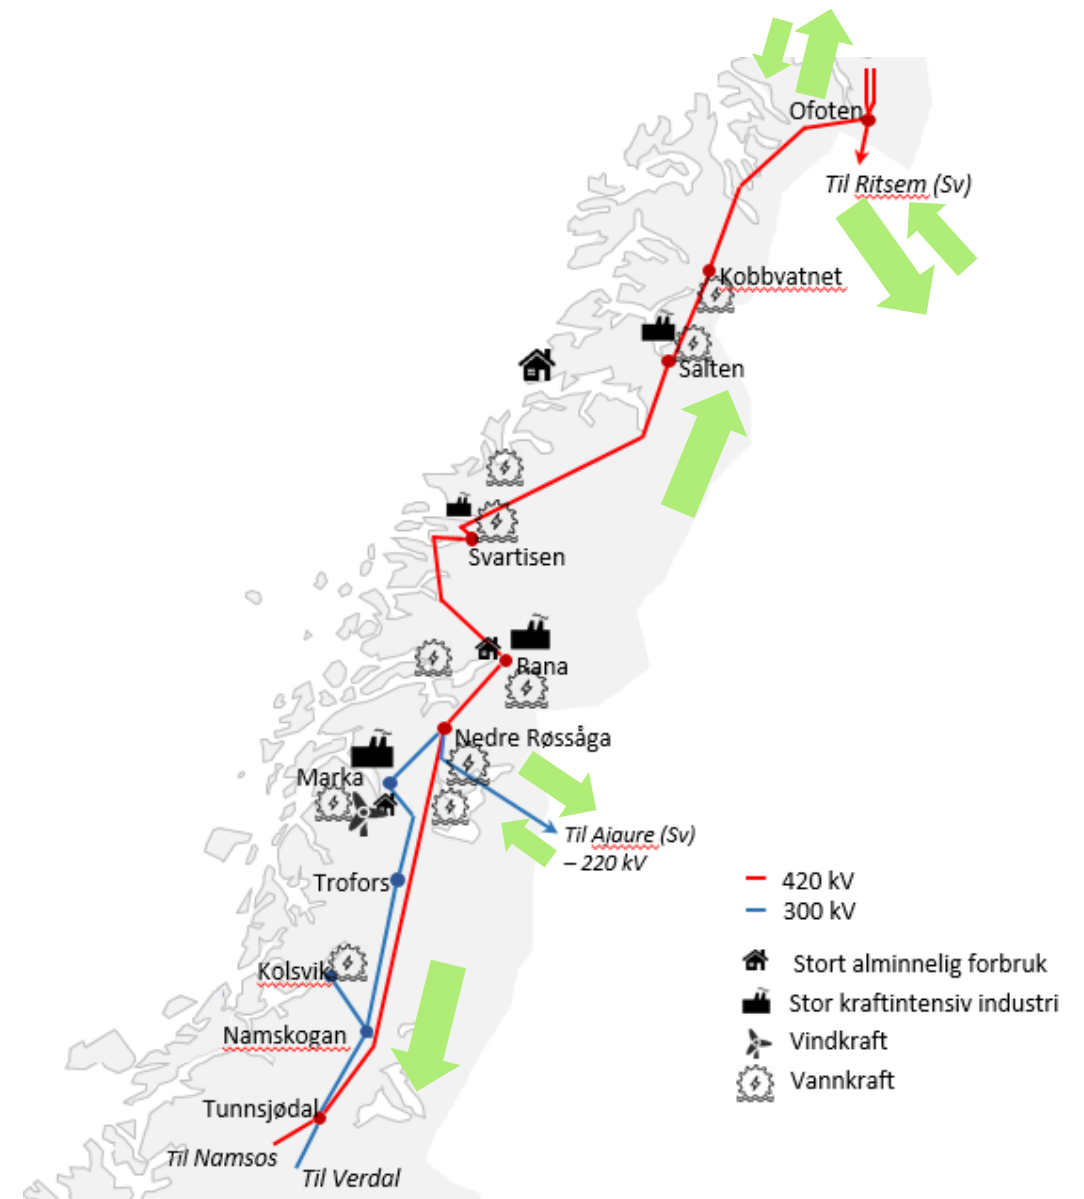 Ofoten
Til Ritsem (Sv)
Kobbvatnet
Salten
Svartisen
Rana
Nedre Røssåga
Marka
Til Ajaure (Sv)
– 220 kV
Trofors
420 kV
300 kV
Kolsvik
Stort alminnelig forbruk
Stor kraftintensiv industri
Namskogan
Vindkraft
Vannkraft
Tunnsjødal
Til Namsos
Til Verdal